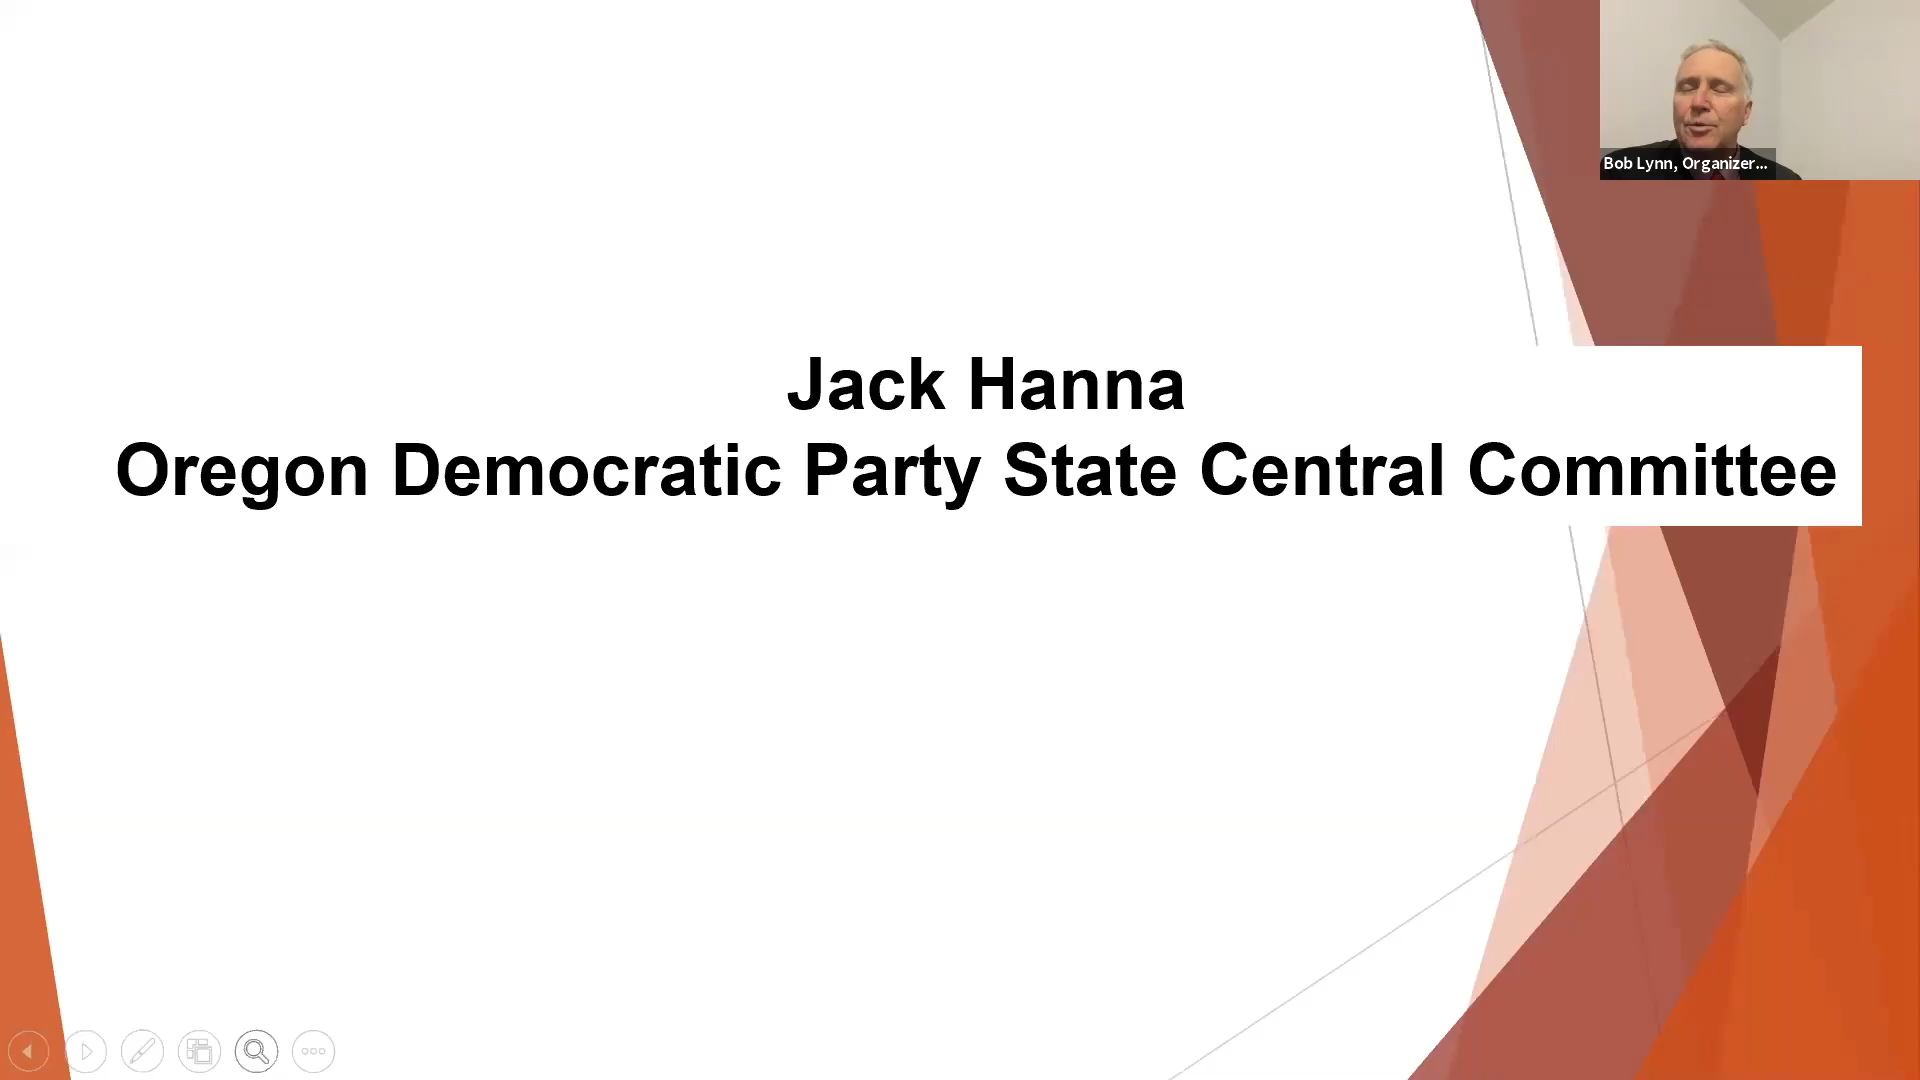 Bob Lynn, Organizer...
Jack Hanna
Oregon Democratic Party State Central Committee